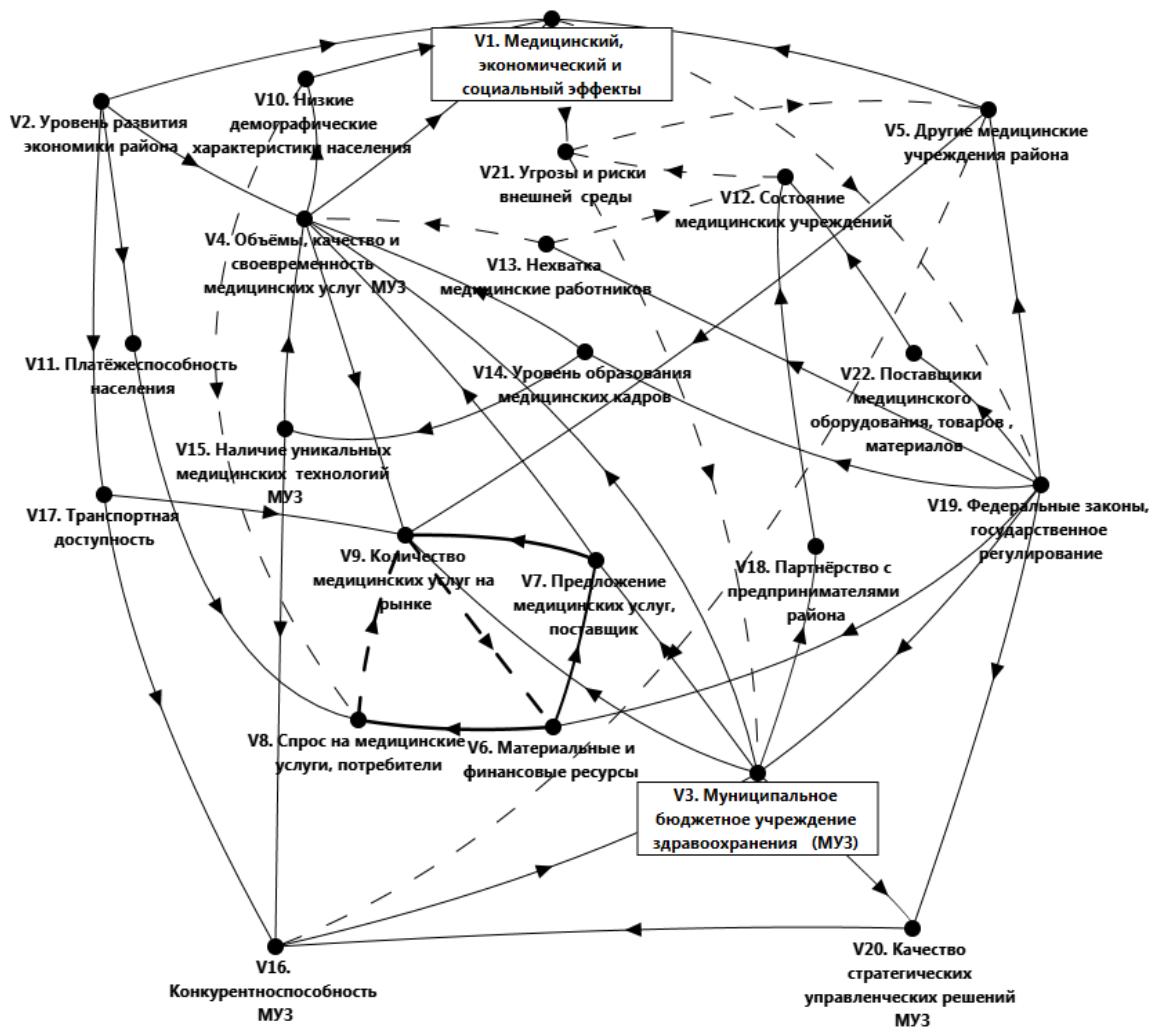 V1. Медицинский,
экономический и
социальный эффекты
V10. Низкие
демографические
характеристики населения
V2. Уровень развития
экономики района
V5. Другие медицинские
учреждения района
V21. Угрозы и риски
внешней среды
V12. Состояние
медицинских учреждений
V4. Объёмы, качество и
своевременность
медицинских услуг МУЗ
V13. Нехватка
медицинские работников
V11. Платёжеспособность
населения
V14. Уровень образования
медицинских кадров
V22. Поставщики
медицинского
оборудования, товаров ,
материалов
V15. Наличие уникальных
медицинских технологий
МУЗ
V17. Транспортная
доступность
V19. Федеральные законы,
государственное
регулирование
V9. Количество
медицинских услуг на
рынке
V7. Предложение
медицинских услуг,
поставщик
V18. Партнёрство с
предпринимателями
района
V8. Спрос на медицинские
услуги, потребители
V6. Материальные и
финансовые ресурсы
V3. Муниципальное
бюджетное учреждение
здравоохранения (МУЗ)
V16.
Конкурентноспособность
МУЗ
V20. Качество
стратегических
управленческих решений
МУЗ